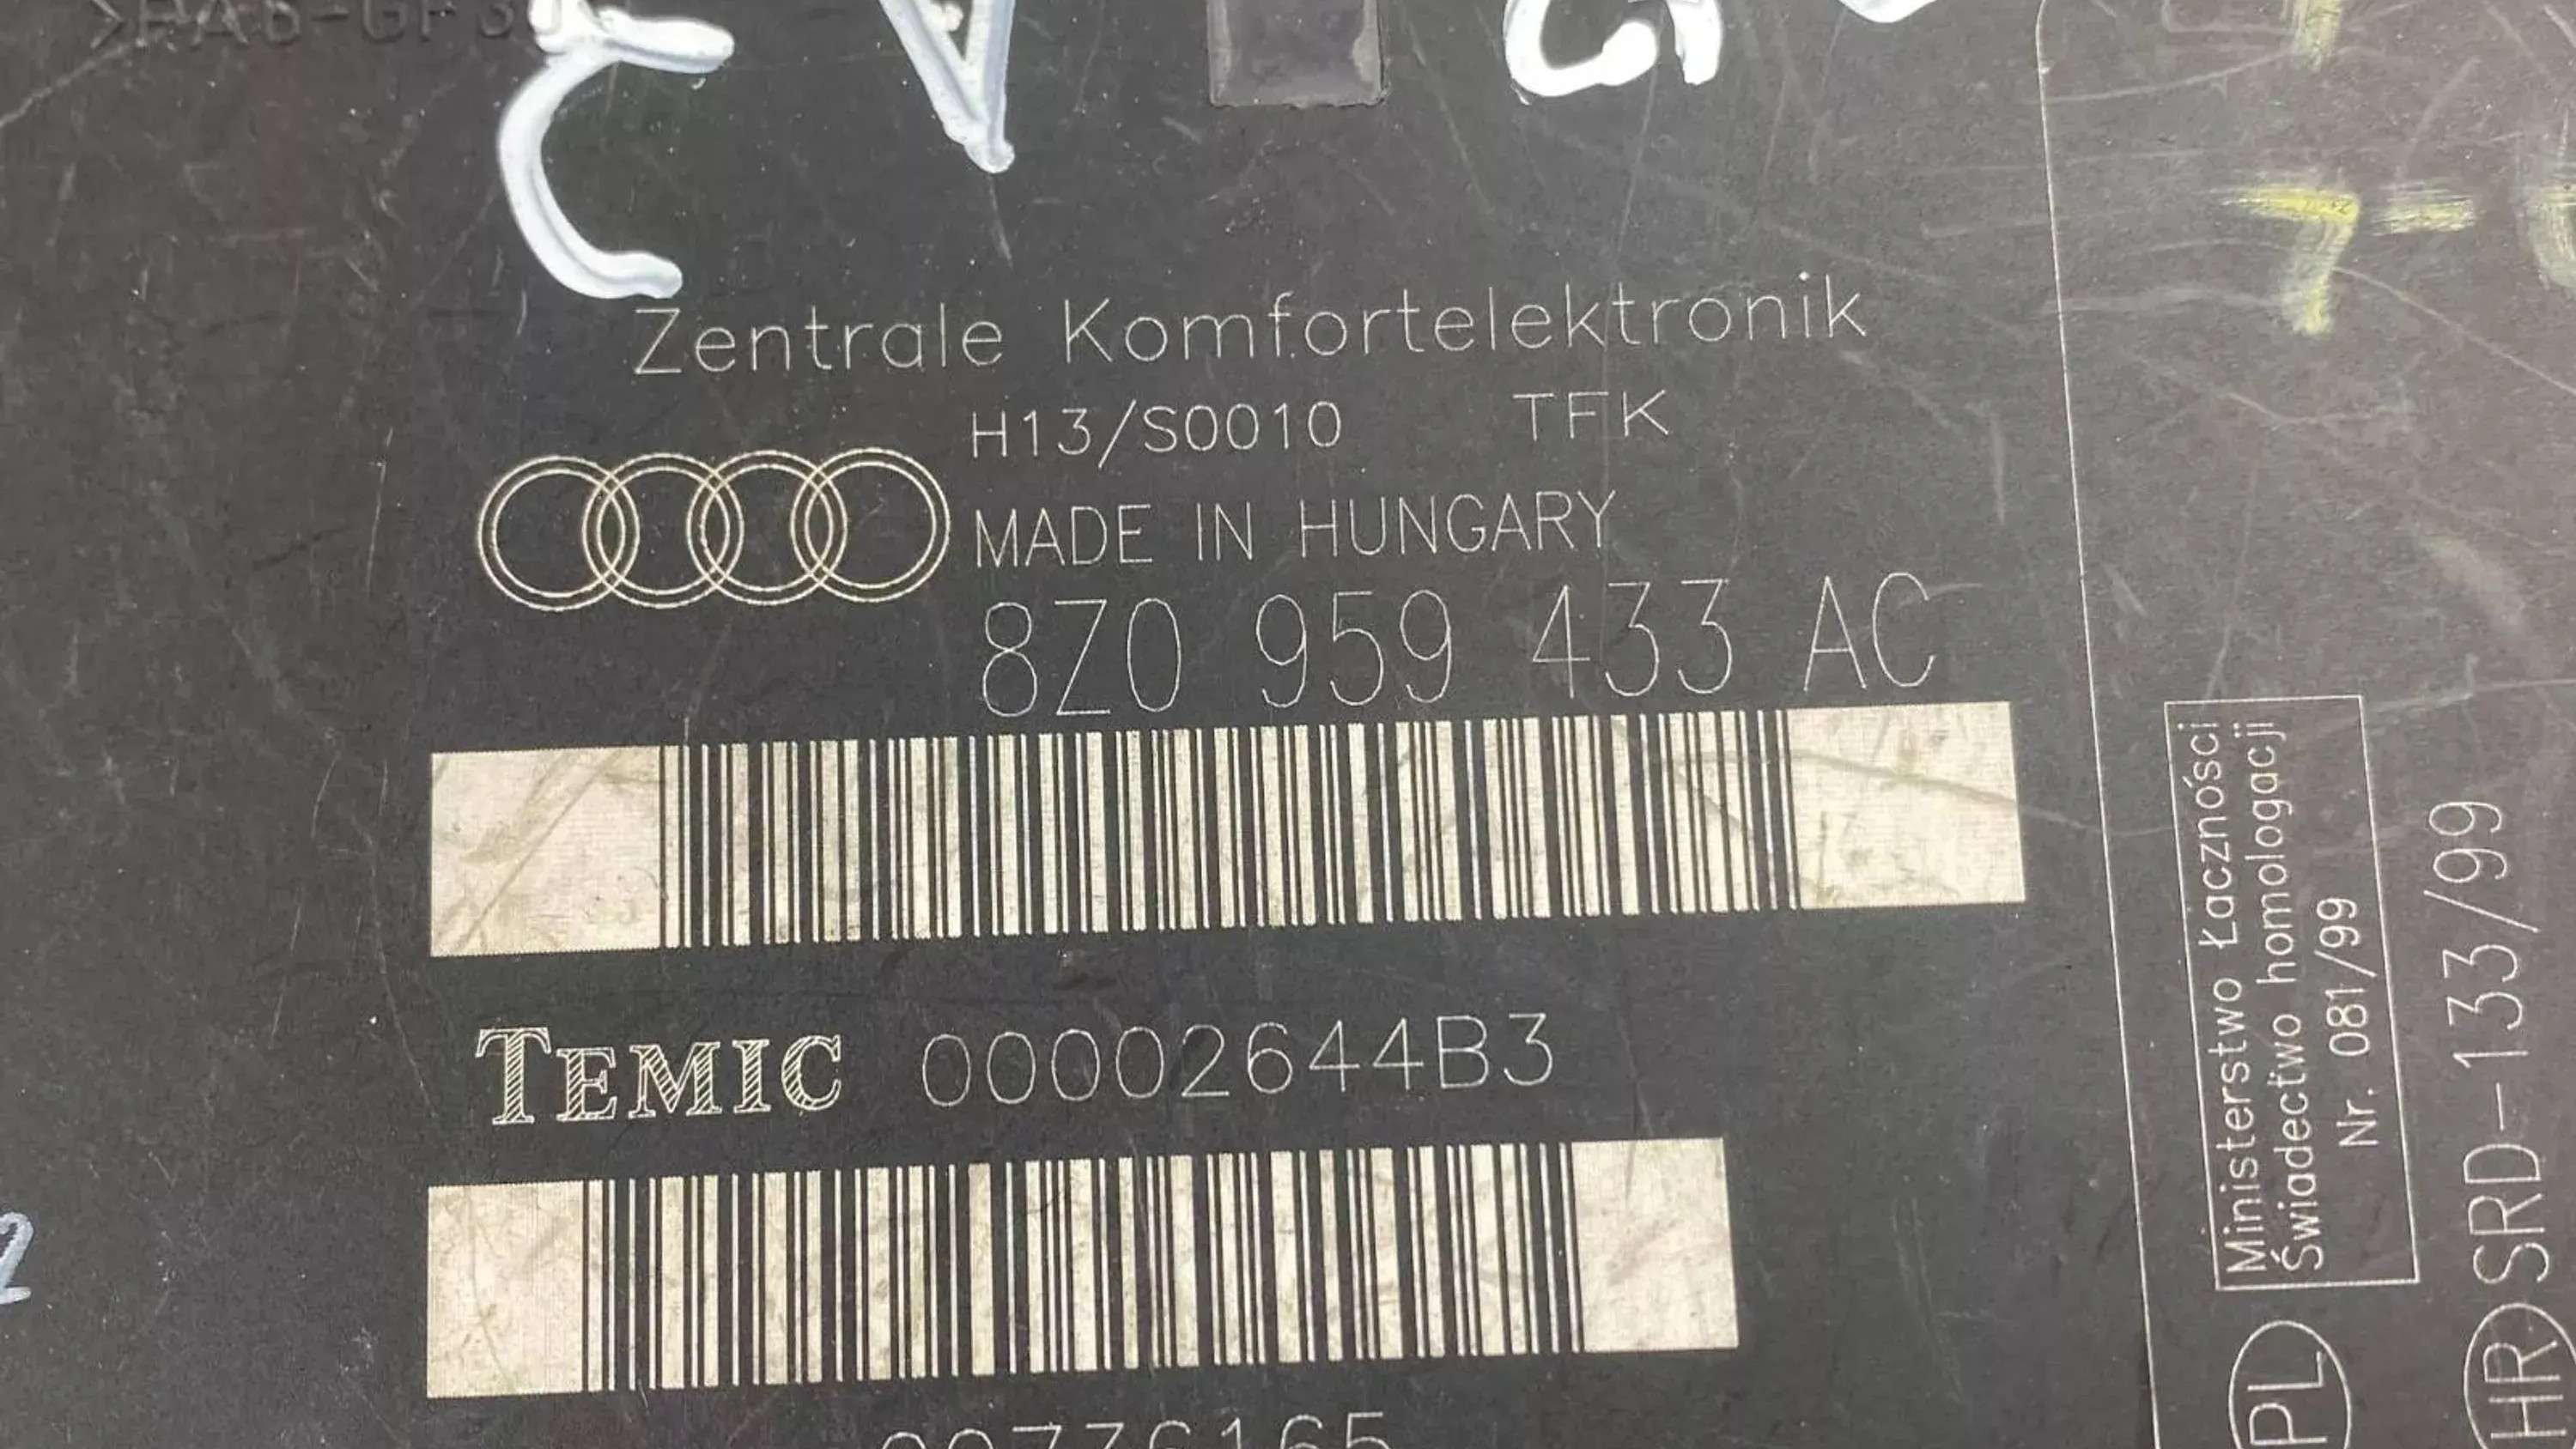 Zentrale Komfortelektronik
H13/S0010 TFK
MADE IN HUNGARY
8Z0 959 433 AC
TEMIC 00002644B3
Ministerstwo Łączności
Świadectwo homologacji
Nr. 081/99
PL
HR SRD-133/99